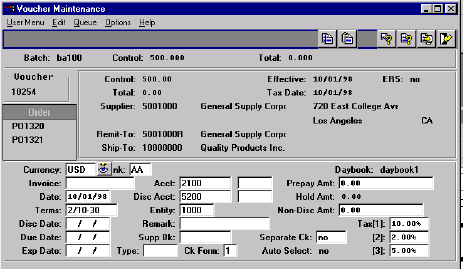 Voucher Maintenance
User Menu Edit Queue Options Help
Batch: ba100 Control: 500.000 Total: 0.000
Voucher
10254
Order
PO1320
PO1321
Control: 500.00 Effective: 10/01/98 ERS: no
Total: 0.00 Tax Date: 10/01/98
Supplier: 5001000 General Supply Corpc 720 East College Ave
Los Angeles CA
Remit-To: 5001000R General Supply Corpc
Ship-To: 10000000 Quality Products Inc.
Currency: USD nk: AA Daybook: daybook1
Invoice: Acct: 2100 Prepay Amt: 0.00
Date: 10/01/98 Disc Acct: 5200 Hold Amt: 0.00
Terms: 2/10-30 Entity: 1000 Non-Disc Amt: 0.00
Disc Date: / / Remark: Tax[1]: 10.00%
Due Date: / / Supp Bk: Separate Ck: no [2]: 2.00%
Exp Date: / / Type: Ck Form: 1 Auto Select: no [3]: 5.00%